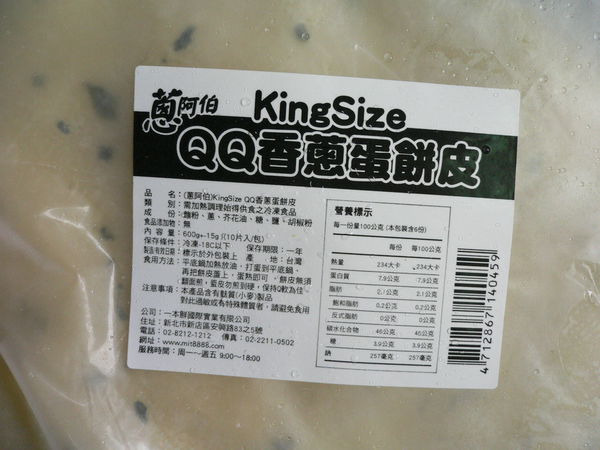 蔥阿伯 KingSize
QQ香蔥蛋餅皮
品　　名：(蔥阿伯)KingSize QQ香蔥蛋餅皮
類　　別：需加熱調理始得供食之冷凍食品
成　　份：麵粉、蔥、芥花油、糖、鹽、胡椒粉
食品添加物：無
內 容 量：600g+-15g/(10片入/包)
保存條件：冷凍-18C以下　保存期限：一年
製造/有效日期：標示於外包裝上　產　　地：台灣
食用方法：平底鍋加熱放油，打蛋到平底鍋，
再把餅皮蓋上，蛋熟即可，餅皮無須
翻面煎，蛋皮勿煎到硬，保持Q軟為佳
注意事項：本產品含有麩質(小麥)製品
對此過敏或有特殊體質者，請避免食用
公司：一本鮮國際實業有限公司
住址：新北市新店區安興路83之5號
電話：02-8212-1212　傳真：02-2211-0502
網址：www.mit8888.com
服務時間：周一～週五 9:00～18:00
營養標示
每一份量100公克（本包裝含6份）
每份　每100公克
熱量　234大卡　234大卡
蛋白質　7.9公克　7.9公克
脂肪　2.1公克　2.1公克
飽和脂肪　0.2公克　0.2公克
反式脂肪　0公克　0公克
碳水化合物　46公克　46公克
糖　3.9公克　3.9公克
鈉　257毫克　257毫克
4712867140459